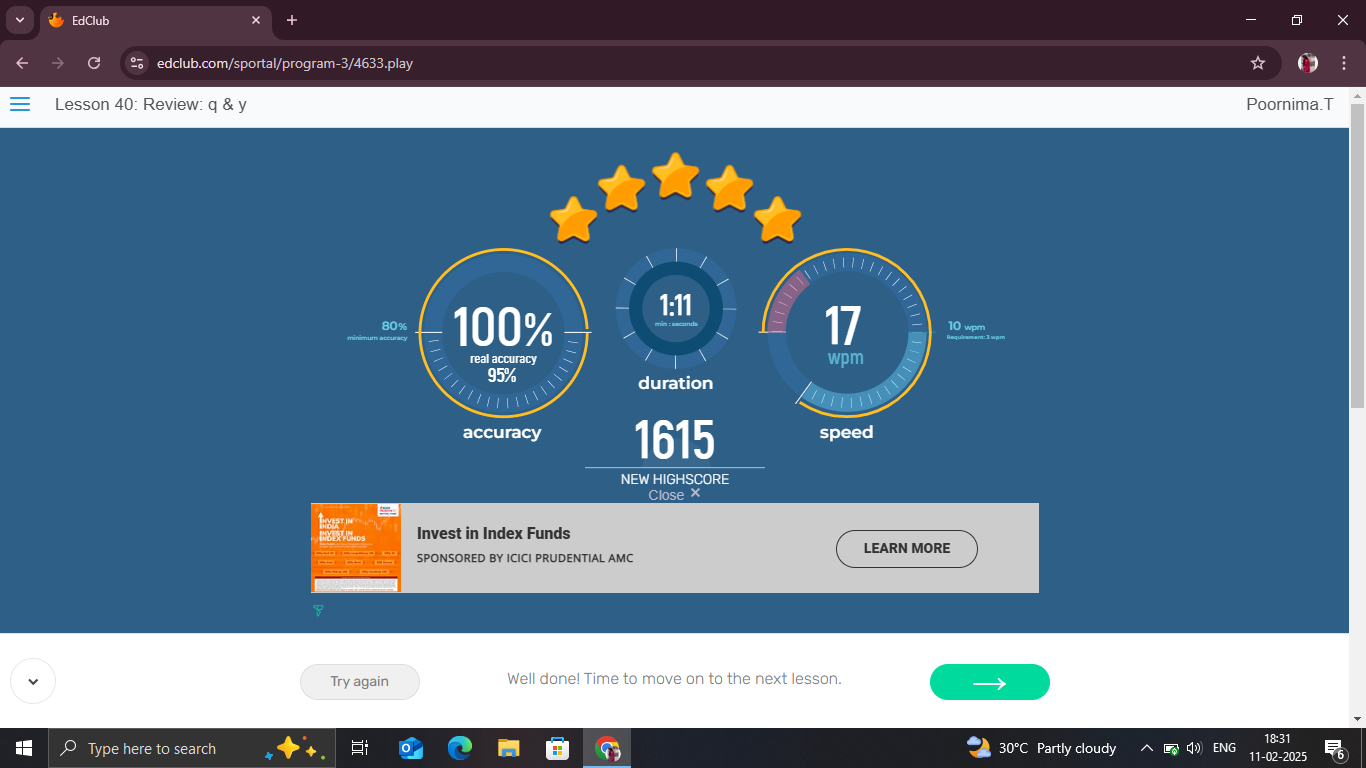 EdClub
edclub.com/sportal/program-3/4633.play
Lesson 40: Review: q & y
Poornima.T
80%
minimum accuracy
100%
real accuracy
95%
accuracy
1:11
min : seconds
duration
17
wpm
speed
10 wpm
Requirement: 3 wpm
1615
NEW HIGHSCORE
Close
INVEST IN
INDIA
INVEST IN
INDEX FUNDS
Invest in Index Funds
SPONSORED BY ICICI PRUDENTIAL AMC
LEARN MORE
Try again
Well done! Time to move on to the next lesson.
Type here to search
30°C Partly cloudy
ENG
18:31
11-02-2025
6